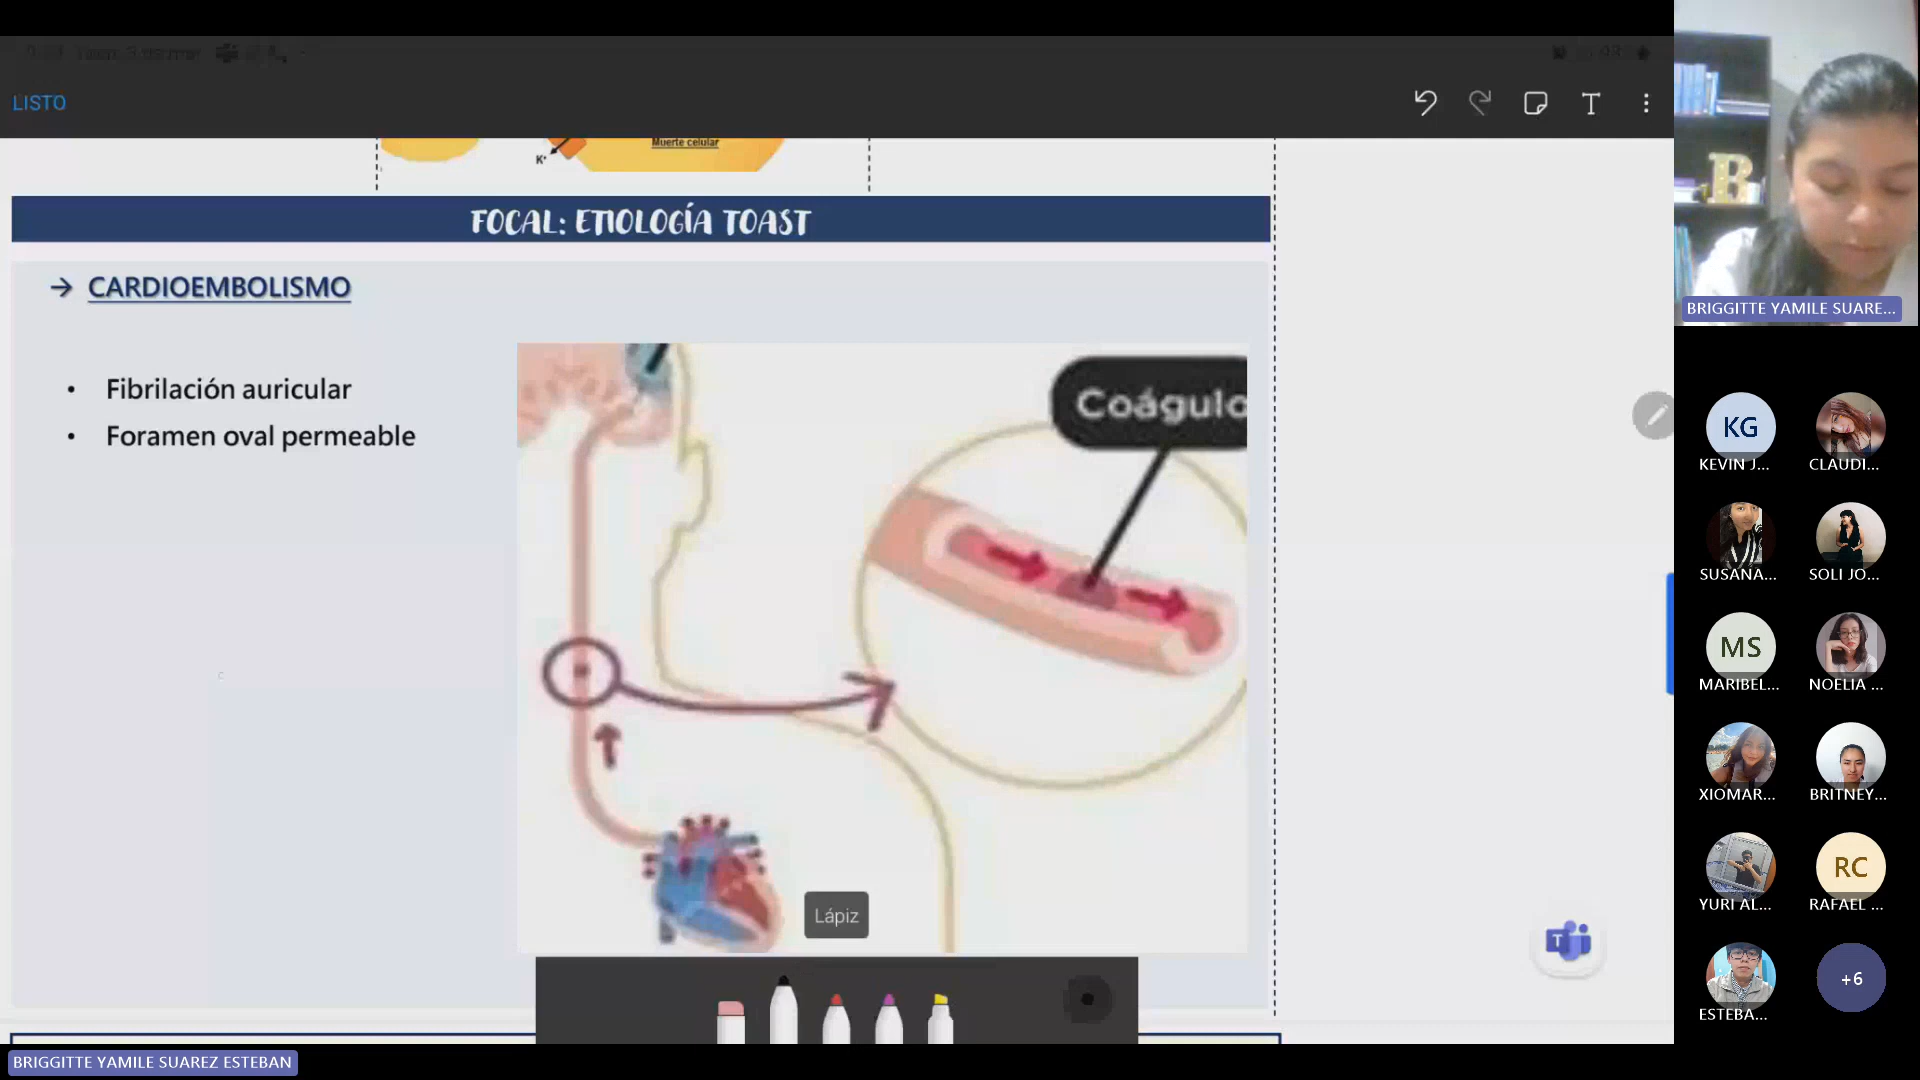 LISTO
Muerte celular
K+
FOCAL: ETIOLOGÍA TOAST
→ CARDIOEMBOLISMO
• Fibrilación auricular
• Foramen oval permeable
Coágulo
Lápiz
T
BRIGGITTE YAMILE SUARE...
B
KG
KEVIN J...
CLAUDI...
SUSANA...
SOLI JO...
MS
MARIBEL...
NOELIA ...
XIOMAR...
BRITNEY...
YURI AL...
RC
RAFAEL ...
ESTEBA...
+6
BRIGGITTE YAMILE SUAREZ ESTEBAN